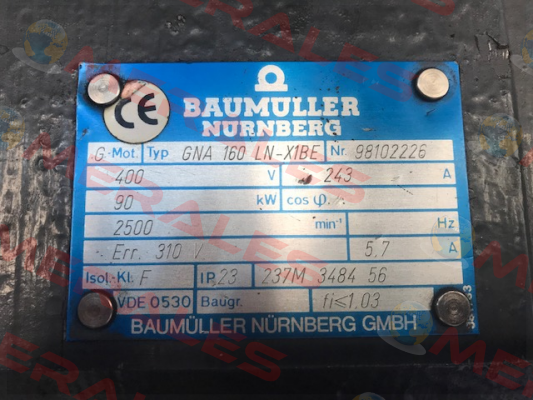 CE
BAUMÜLLER
NÜRNBERG
G-Mot. Typ GNA 160 LN-X1BE Nr. 98102226
400 V 243 A
90 kW cos φ.
2500 min⁻¹ Hz
Err. 310 V 5.7 A
Isol.-Kl. F IP 23 237M 3484 56
VDE 0530 Baugr. fi≤1.03
BAUMÜLLER NÜRNBERG GMBH